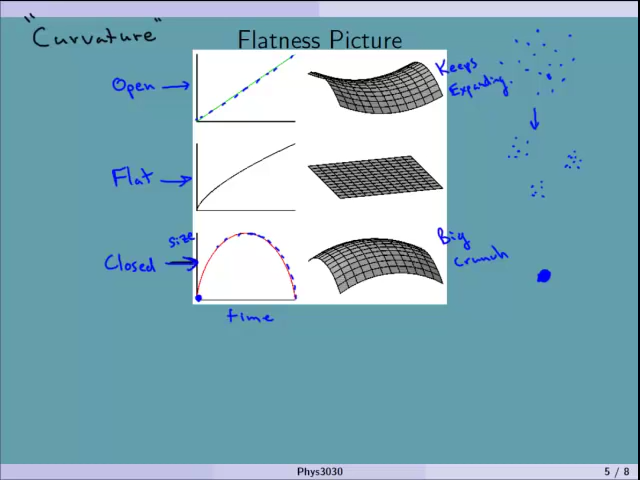 "Curvature"
Flatness Picture
Open
Keeps
Expanding
Flat
size
Closed
Big
crunch
time
Phys3030
5 / 8